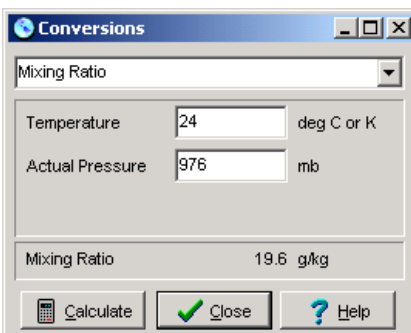 Conversions
Mixing Ratio
Temperature 24 deg C or K
Actual Pressure 976 mb
Mixing Ratio 19.6 g/kg
Calculate Close Help